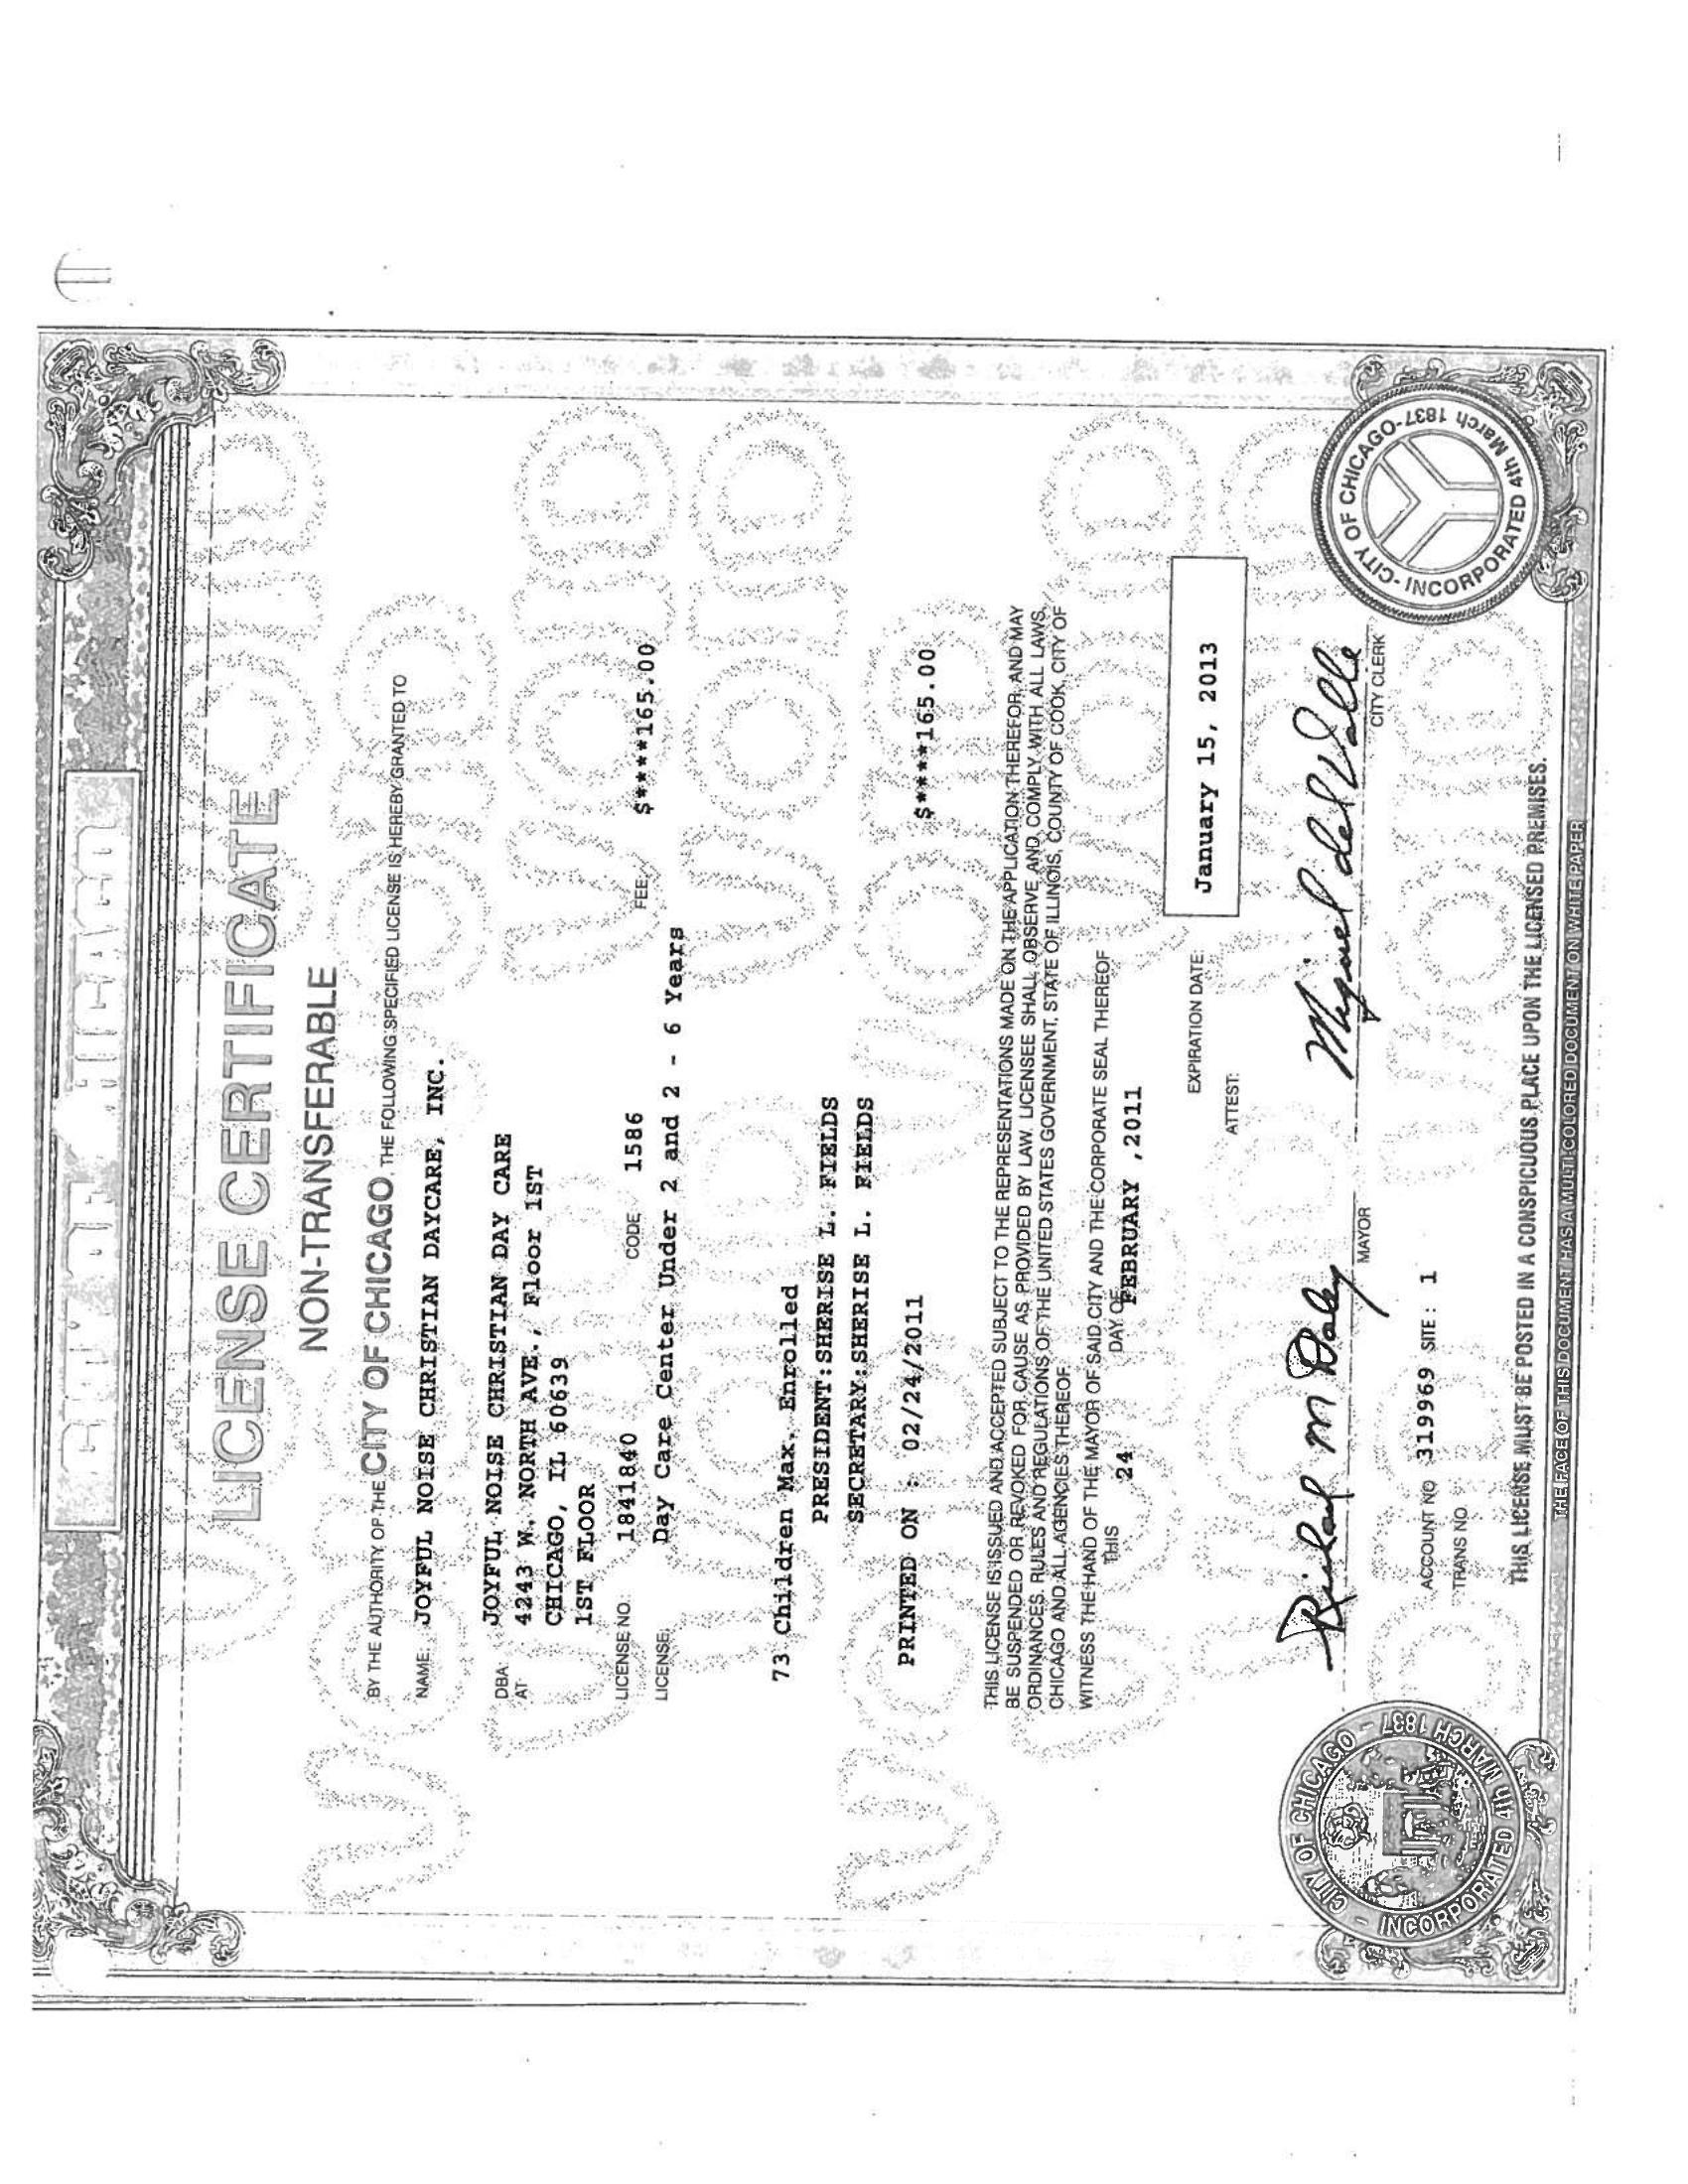 CITY OF CHICAGO
LICENSE CERTIFICATE
NON-TRANSFERABLE
BY THE AUTHORITY OF THE CITY OF CHICAGO, THE FOLLOWING SPECIFIED LICENSE IS HEREBY GRANTED TO
NAME: JOYFUL NOISE CHRISTIAN DAYCARE, INC.
DBA: JOYFUL NOISE CHRISTIAN DAY CARE
AT 4243 W. NORTH AVE., Floor 1ST
CHICAGO, IL 60639
1ST FLOOR
LICENSE NO. 1841840 CODE 1586 FEE $*****165.00
LICENSE: Day Care Center Under 2 and 2 - 6 Years
73 Children Max. Enrolled
PRESIDENT: SHERISE L. FIELDS
SECRETARY: SHERISE L. FIELDS
PRINTED ON : 02/24/2011 $*****165.00
THIS LICENSE IS ISSUED AND ACCEPTED SUBJECT TO THE REPRESENTATIONS MADE ON THE APPLICATION THEREFOR, AND MAY
BE SUSPENDED OR REVOKED FOR CAUSE AS PROVIDED BY LAW. LICENSEE SHALL OBSERVE AND COMPLY WITH ALL LAWS,
ORDINANCES, RULES AND REGULATIONS OF THE UNITED STATES GOVERNMENT, STATE OF ILLINOIS, COUNTY OF COOK, CITY OF
CHICAGO AND ALL AGENCIES THEREOF.
WITNESS THE HAND OF THE MAYOR OF SAID CITY AND THE CORPORATE SEAL THEREOF
THIS 24 DAY OF FEBRUARY ,2011
EXPIRATION DATE: January 15, 2013
ATTEST:
Richard M Daley MAYOR Miguel del Valle CITY CLERK
ACCOUNT NO 319969 SITE: 1
TRANS NO.
THIS LICENSE MUST BE POSTED IN A CONSPICUOUS PLACE UPON THE LICENSED PREMISES.
THE FACE OF THIS DOCUMENT HAS A MULTI-COLORED DOCUMENT ON WHITE PAPER
CITY OF CHICAGO - INCORPORATED 4th MARCH 1837
CITY OF CHICAGO - INCORPORATED 4th March 1837
VOID